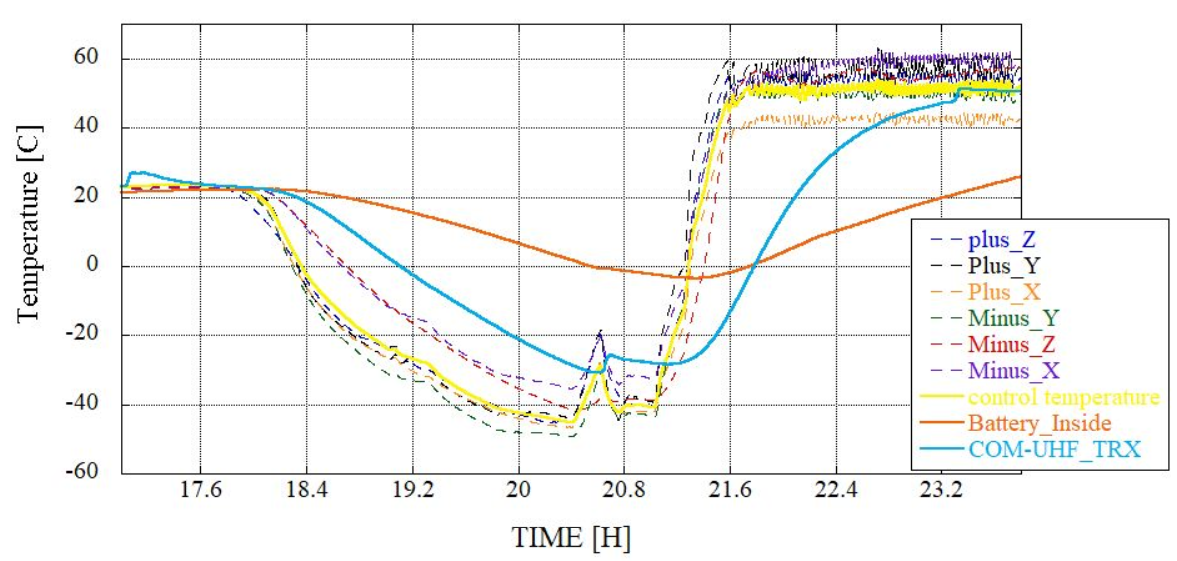 60
40
20
0
-20
-40
-60
Temperature [C]
17.6 18.4 19.2 20 20.8 21.6 22.4 23.2
TIME [H]
plus_Z
Plus_Y
Plus_X
Minus_Y
Minus_Z
Minus_X
control temperature
Battery_Inside
COM-UHF_TRX